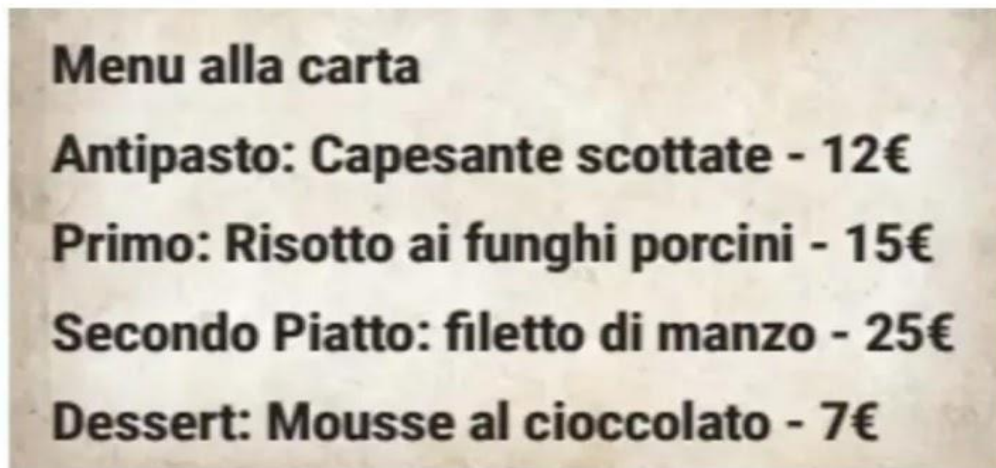 Menu alla carta
Antipasto: Capesante scottate - 12€
Primo: Risotto ai funghi porcini - 15€
Secondo Piatto: filetto di manzo - 25€
Dessert: Mousse al cioccolato - 7€